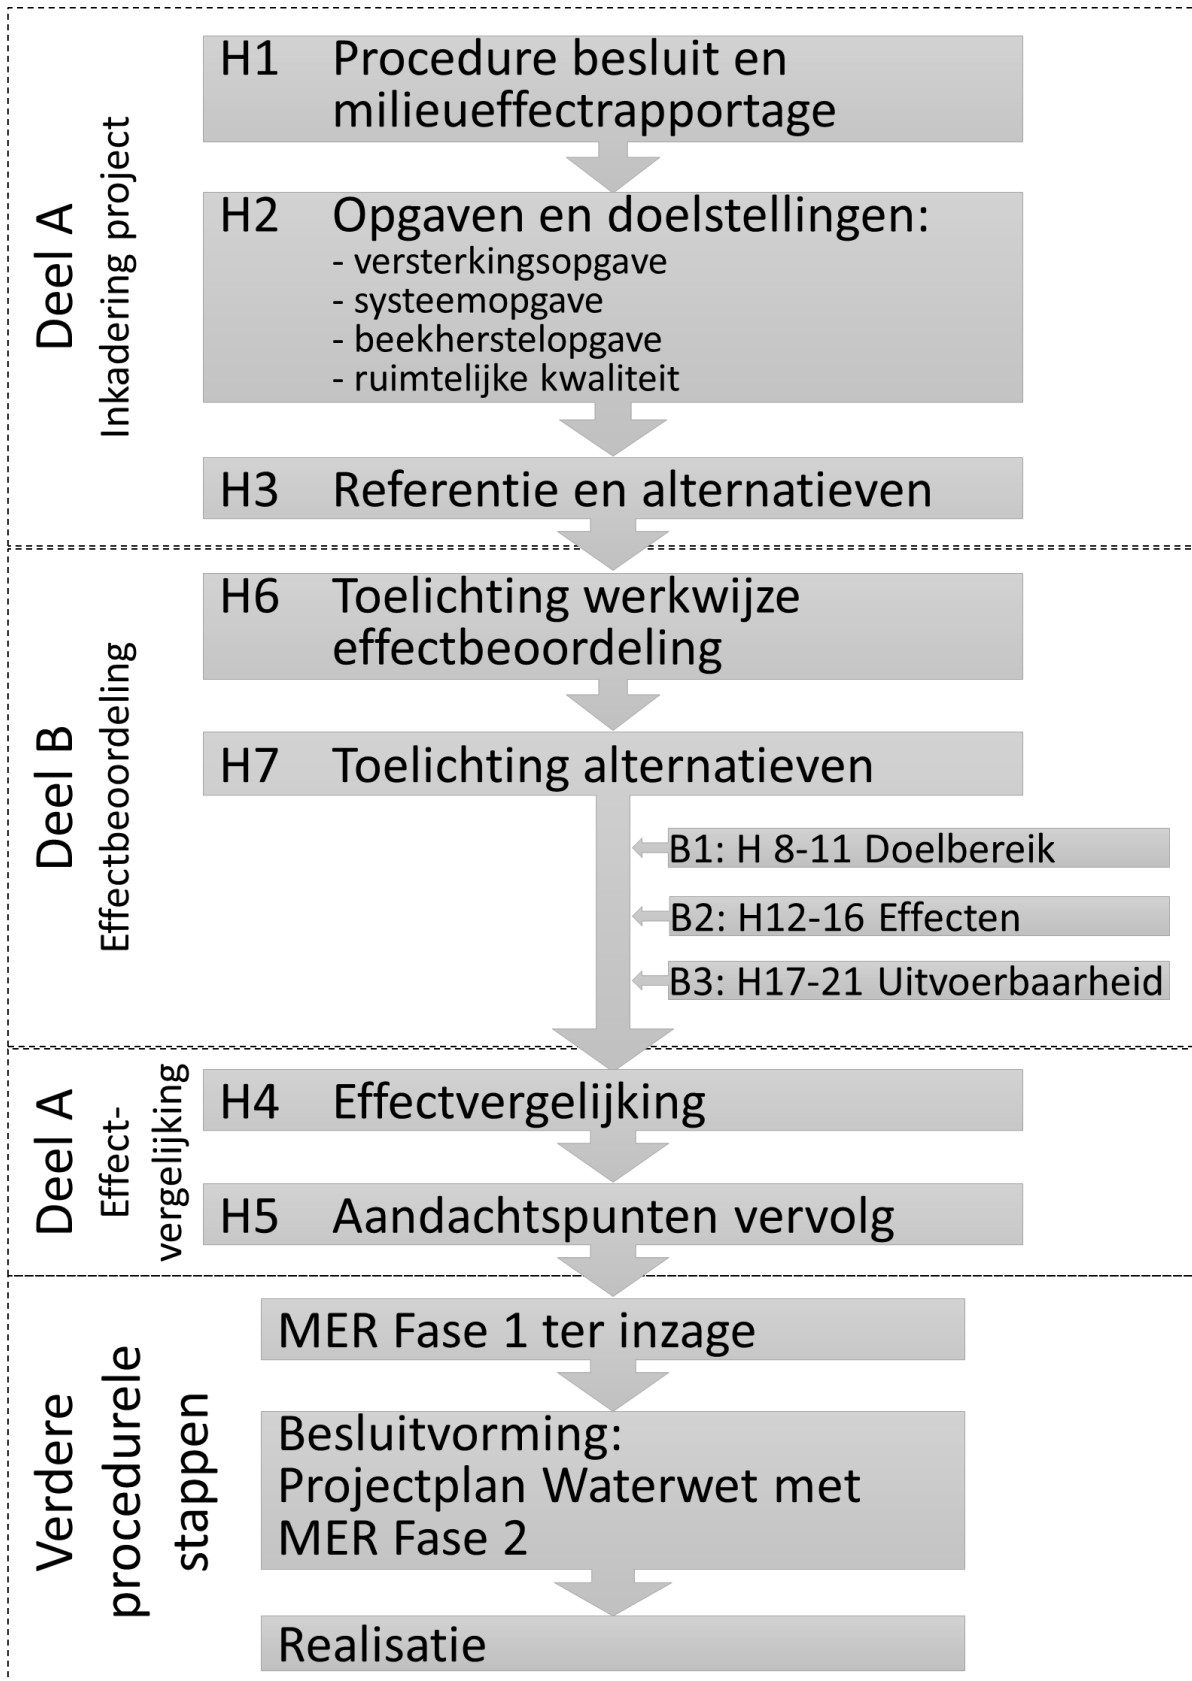 Deel A
Inkadering project
H1 Procedure besluit en
milieueffectrapportage
H2 Opgaven en doelstellingen:
- versterkingsopgave
- systeemopgave
- beekherstelopgave
- ruimtelijke kwaliteit
H3 Referentie en alternatieven
Deel B
Effectbeoordeling
H6 Toelichting werkwijze
effectbeoordeling
H7 Toelichting alternatieven
B1: H 8-11 Doelbereik
B2: H12-16 Effecten
B3: H17-21 Uitvoerbaarheid
Deel A
Effect-
vergelijking
H4 Effectvergelijking
H5 Aandachtspunten vervolg
Verdere
procedurele
stappen
MER Fase 1 ter inzage
Besluitvorming:
Projectplan Waterwet met
MER Fase 2
Realisatie